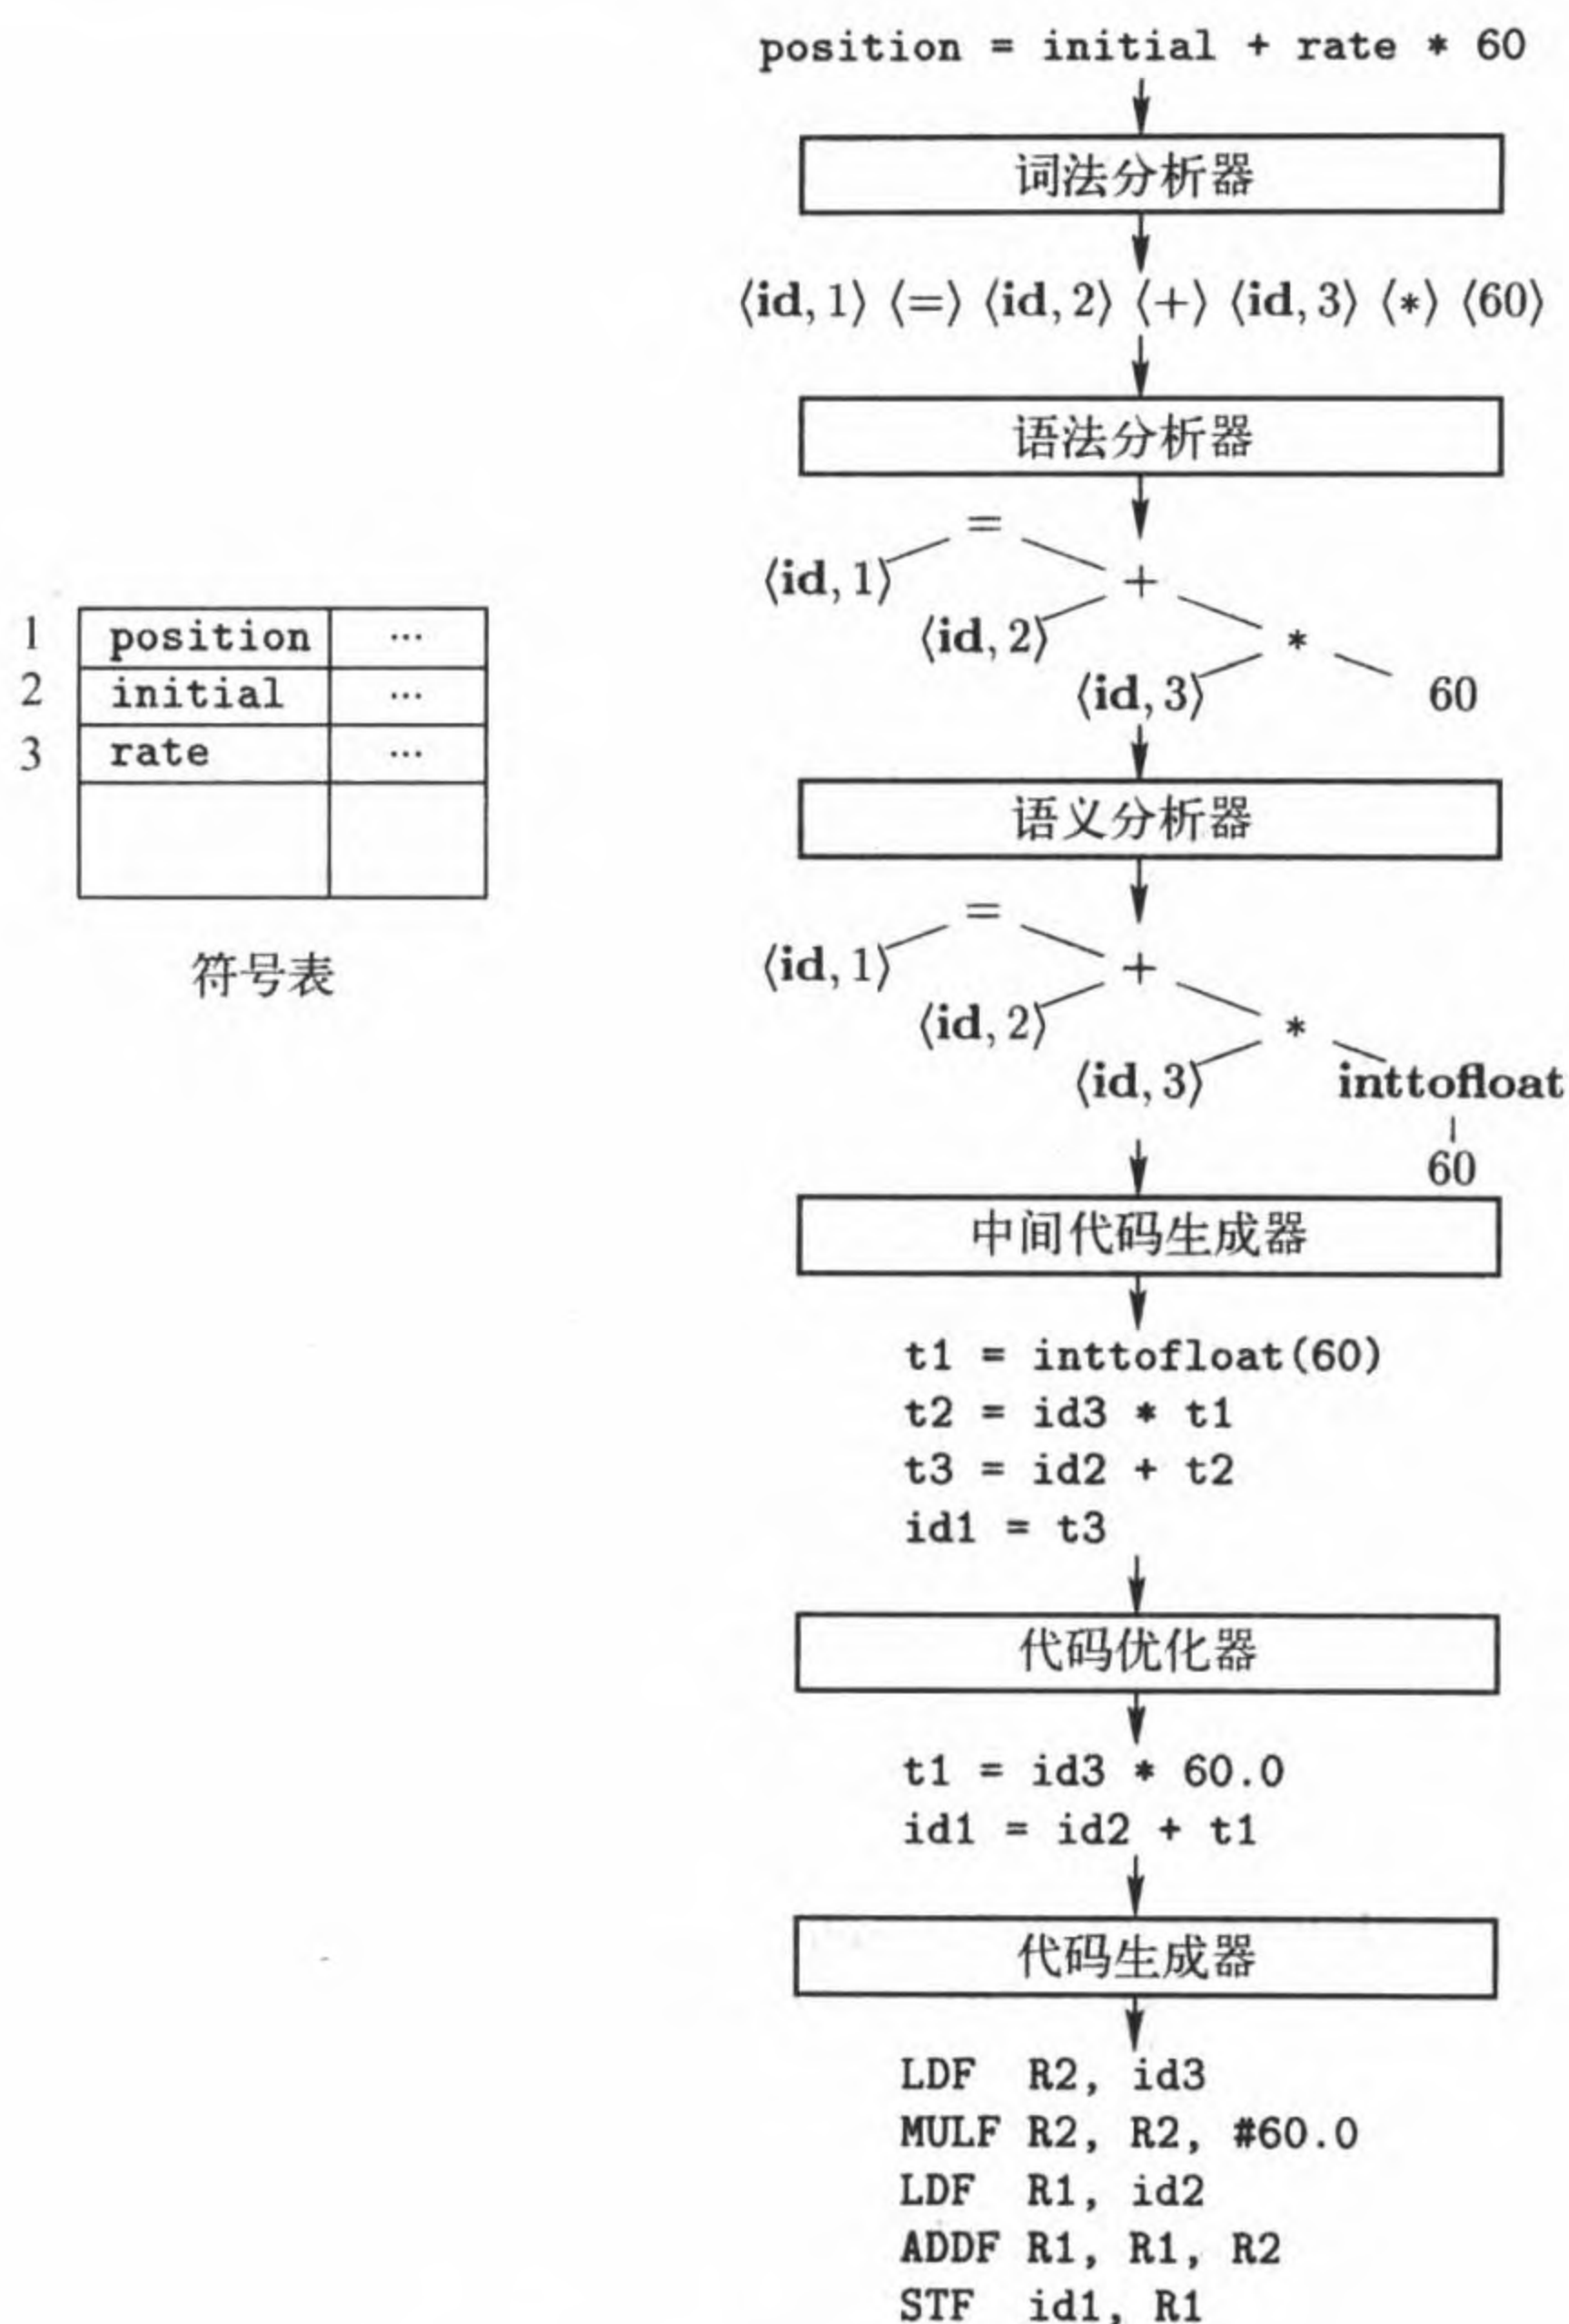 position = initial + rate * 60
词法分析器
⟨id, 1⟩ ⟨=⟩ ⟨id, 2⟩ ⟨+⟩ ⟨id, 3⟩ ⟨*⟩ ⟨60⟩
语法分析器
=
⟨id, 1⟩ +
⟨id, 2⟩ *
⟨id, 3⟩ 60
1 position ...
2 initial ...
3 rate ...
符号表
语义分析器
=
⟨id, 1⟩ +
⟨id, 2⟩ *
⟨id, 3⟩ inttofloat
60
中间代码生成器
t1 = inttofloat(60)
t2 = id3 * t1
t3 = id2 + t2
id1 = t3
代码优化器
t1 = id3 * 60.0
id1 = id2 + t1
代码生成器
LDF R2, id3
MULF R2, R2, #60.0
LDF R1, id2
ADDF R1, R1, R2
STF id1, R1